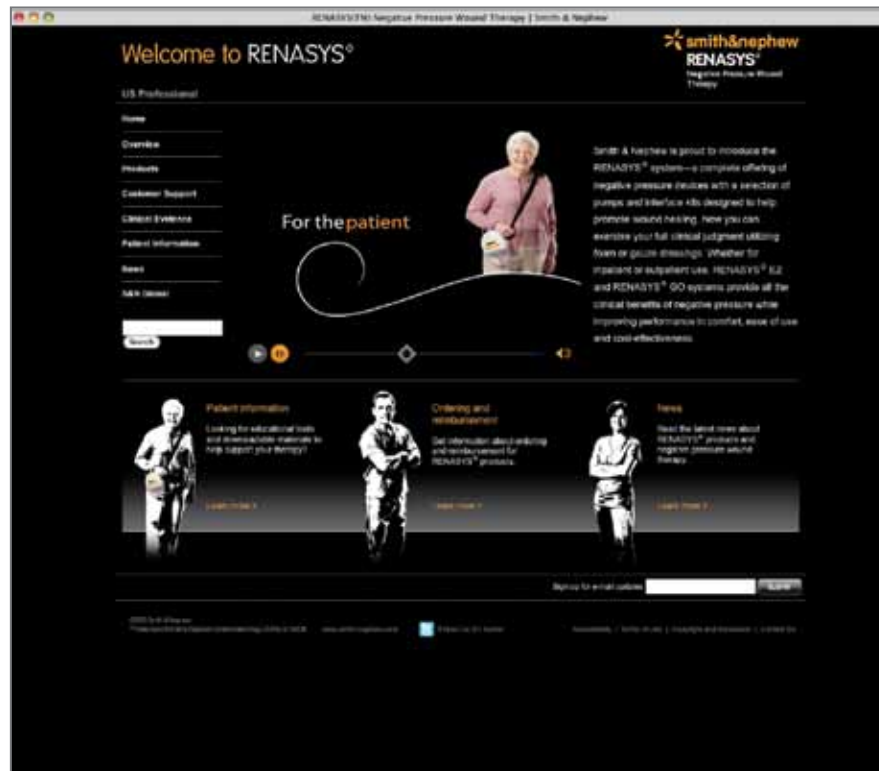 RENASYS(TM) Negative Pressure Wound Therapy | Smith & Nephew
Welcome to RENASYS®
smith&nephew
RENASYS®
Negative Pressure Wound
Therapy
US Professional
Home
Overview
Products
Customer Support
Clinical Evidence
Patient Information
News
S&N Global
Search
For the patient
Smith & Nephew is proud to introduce the
RENASYS® system—a complete offering of
negative pressure devices with a selection of
pumps and interface kits designed to help
promote wound healing. Now you can
exercise your full clinical judgment utilizing
foam or gauze dressings. Whether for
inpatient or outpatient use, RENASYS® EZ
and RENASYS® GO systems provide all the
clinical benefits of negative pressure while
improving performance in comfort, ease of use
and cost-effectiveness.
Patient information
Looking for educational tools
and downloadable materials to
help support your therapy?
Learn more >
Ordering and
reimbursement
Get information about ordering
and reimbursement for
RENASYS® products.
Learn more >
News
Read the latest news about
RENASYS® products and
negative pressure wound
therapy.
Learn more >
Sign up for e-mail updates
Submit
www.smith-nephew.com
Contact Us